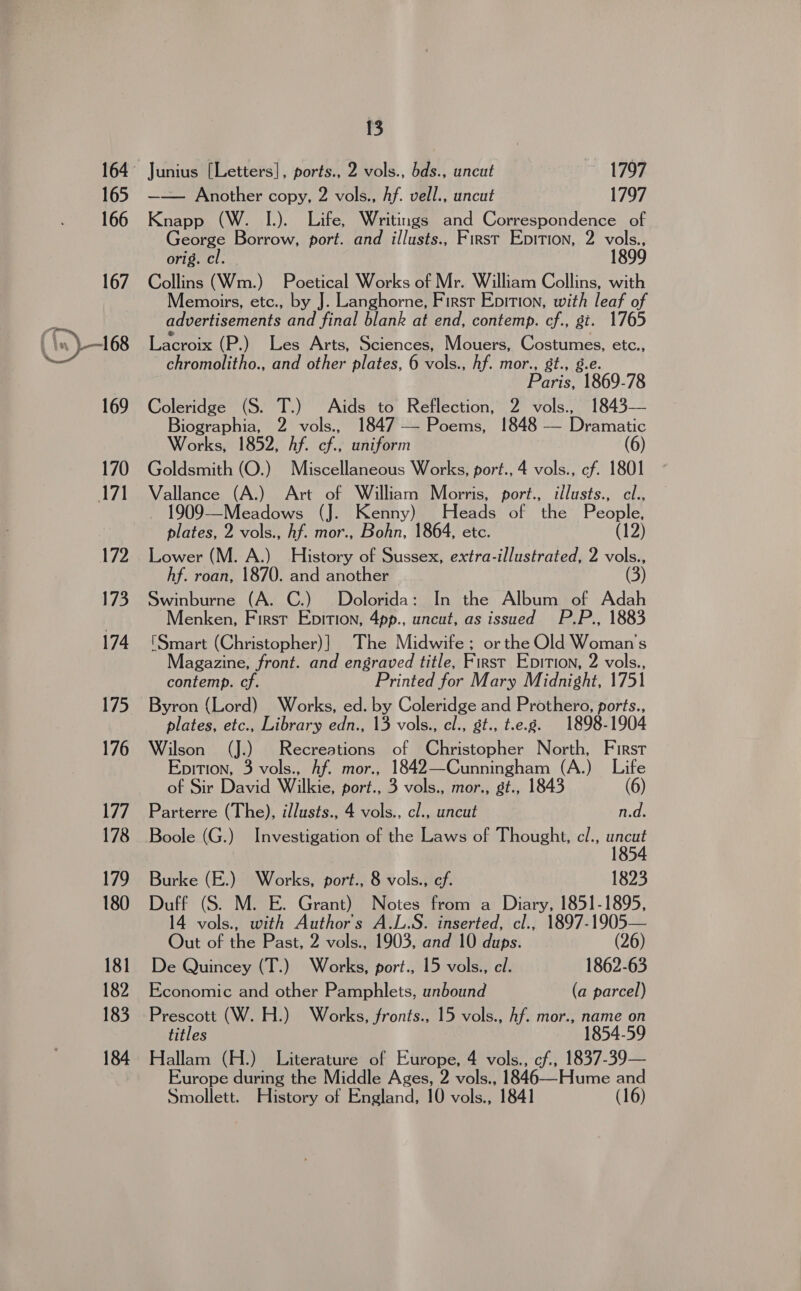 13
164 Junius [Letters], ports., 2 vols., bds., uncut 1797
165 —— Another copy, 2 vols., hf. vell., uncut 1797
166 Knapp (W. I.). Life, Writings and Correspondence of
George Borrow, port. and illusts., First Edition, 2 vols.,
orig. cl. 1899
167 Collins (Wm.) Poetical Works of Mr. William Collins, with
Memoirs, etc., by J. Langhorne, First Edition, with leaf of
advertisements and final blank at end, contemp. cf., gt. 1765
(In)—168 Lacroix (P.) Les Arts, Sciences, Mouers, Costumes, etc.,
chromolitho., and other plates, 6 vols., hf. mor., gt., g.e.
Paris, 1869-78
169 Coleridge (S. T.) Aids to Reflection, 2 vols., 1843—
Biographia, 2 vols., 1847 — Poems, 1848 — Dramatic
Works, 1852, hf. cf., uniform (6)
170 Goldsmith (O.) Miscellaneous Works, port., 4 vols., cf. 1801
171 Vallance (A.) Art of William Morris, port., illusts., cl.,
1909—Meadows (J. Kenny) Heads of the People,
plates, 2 vols., hf. mor., Bohn, 1864, etc. (12)
172 Lower (M. A.) History of Sussex, extra-illustrated, 2 vols.,
hf. roan, 1870. and another (3)
173 Swinburne (A. C.) Dolorida: In the Album of Adah
Menken, First Edition, 4pp., uncut, as issued P.P., 1883
174 [Smart (Christopher)] The Midwife; or the Old Woman's
Magazine, front. and engraved title, First Edition, 2 vols.,
contemp. cf. Printed for Mary Midnight, 1751
175 Byron (Lord) Works, ed. by Coleridge and Prothero, ports.,
plates, etc., Library edn., 13 vols., cl., gt., t.e.g. 1898-1904
176 Wilson (J.) Recreations of Christopher North, First
Edition, 3 vols., hf. mor., 1842—Cunningham (A.) Life
of Sir David Wilkie, port., 3 vols., mor., gt., 1843 (6)
177 Parterre (The), illusts., 4 vols., cl., uncut n.d.
178 Boole (G.) Investigation of the Laws of Thought, cl., uncut
1854
179 Burke (E.) Works, port., 8 vols., cf. 1823
180 Duff (S. M. E. Grant) Notes from a Diary, 1851-1895,
14 vols., with Author's A.L.S. inserted, cl., 1897-1905—
Out of the Past, 2 vols., 1903, and 10 dups. (26)
181 De Quincey (T.) Works, port., 15 vols., cl. 1862-63
182 Economic and other Pamphlets, unbound (a parcel)
183 Prescott (W. H.) Works, fronts., 15 vols., hf. mor., name on
titles 1854-59
184 Hallam (H.) Literature of Europe, 4 vols., cf., 1837-39—
Europe during the Middle Ages, 2 vols., 1846—Hume and
Smollett. History of England, 10 vols., 1841 (16)